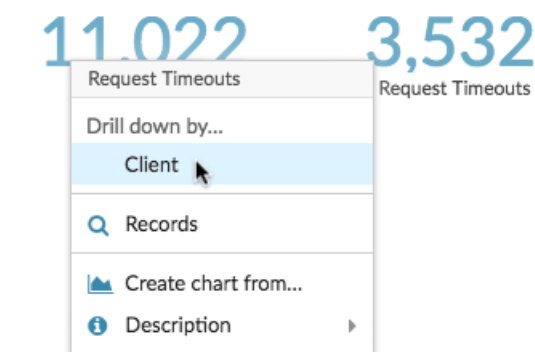 11,022 3,532
Request Timeouts
Request Timeouts
Drill down by...
Client
Records
Create chart from...
Description